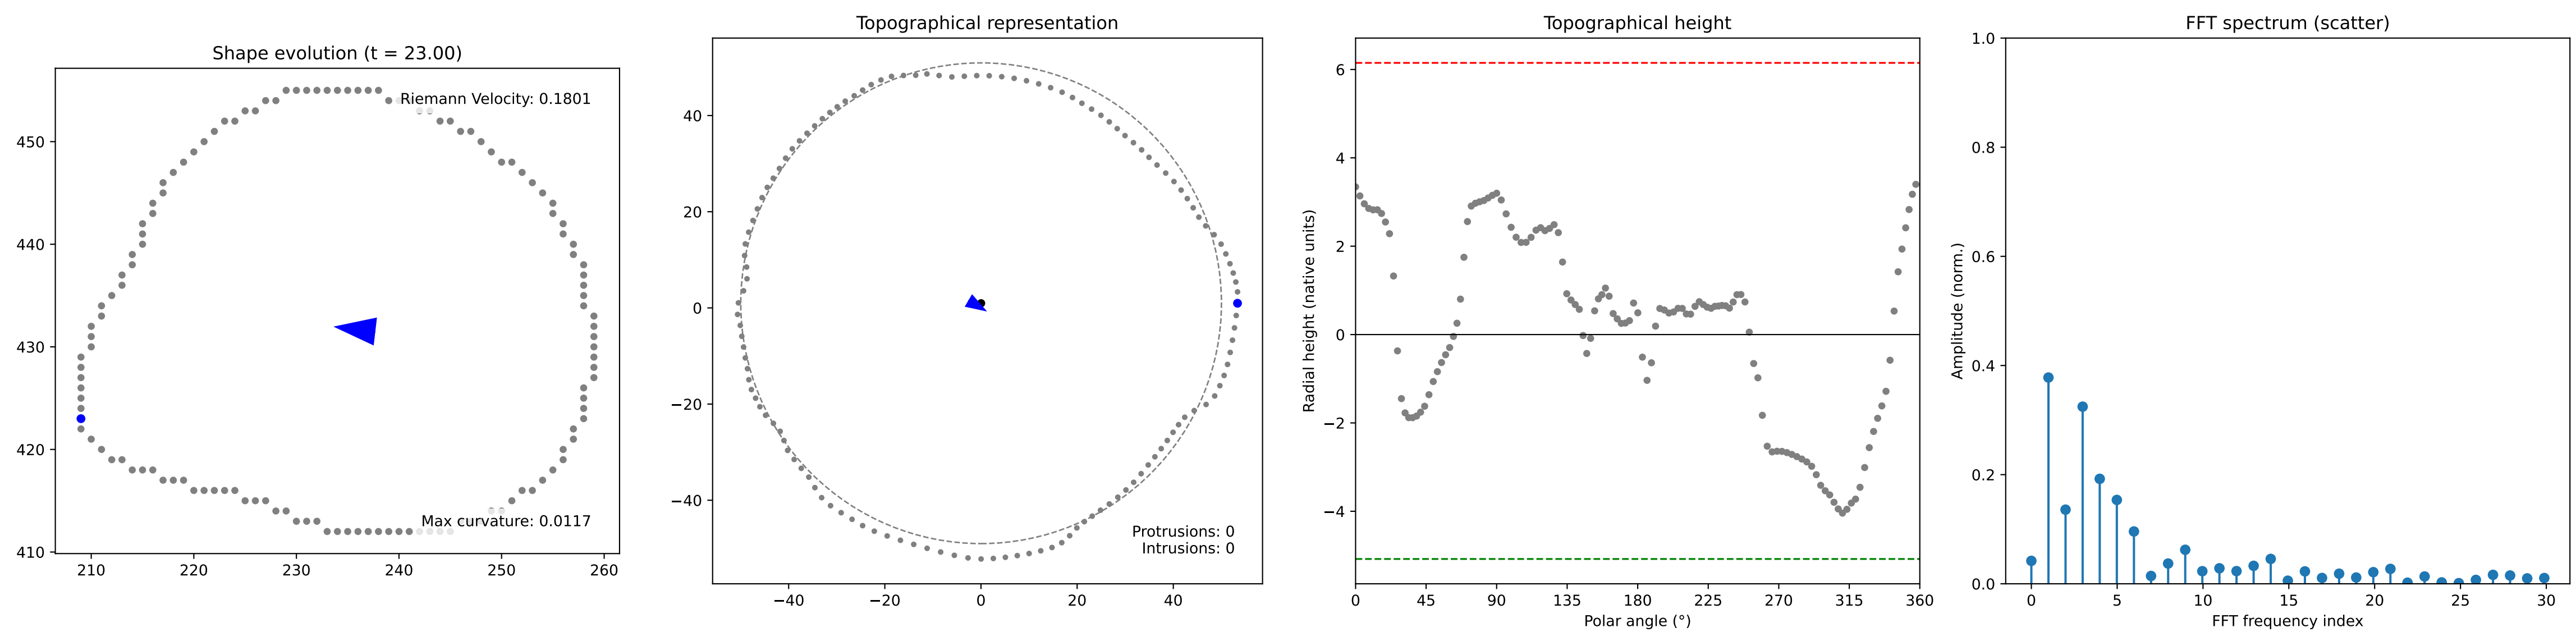 Shape evolution (t = 23.00)
Riemann Velocity: 0.1801
Max curvature: 0.0117
450
440
430
420
410
210 220 230 240 250 260
Topographical representation
40
20
0
−20
−40
−40 −20 0 20 40
Protrusions: 0
Intrusions: 0
Topographical height
Radial height (native units)
6
4
2
0
−2
−4
0 45 90 135 180 225 270 315 360
Polar angle (°)
FFT spectrum (scatter)
Amplitude (norm.)
1.0
0.8
0.6
0.4
0.2
0.0
0 5 10 15 20 25 30
FFT frequency index